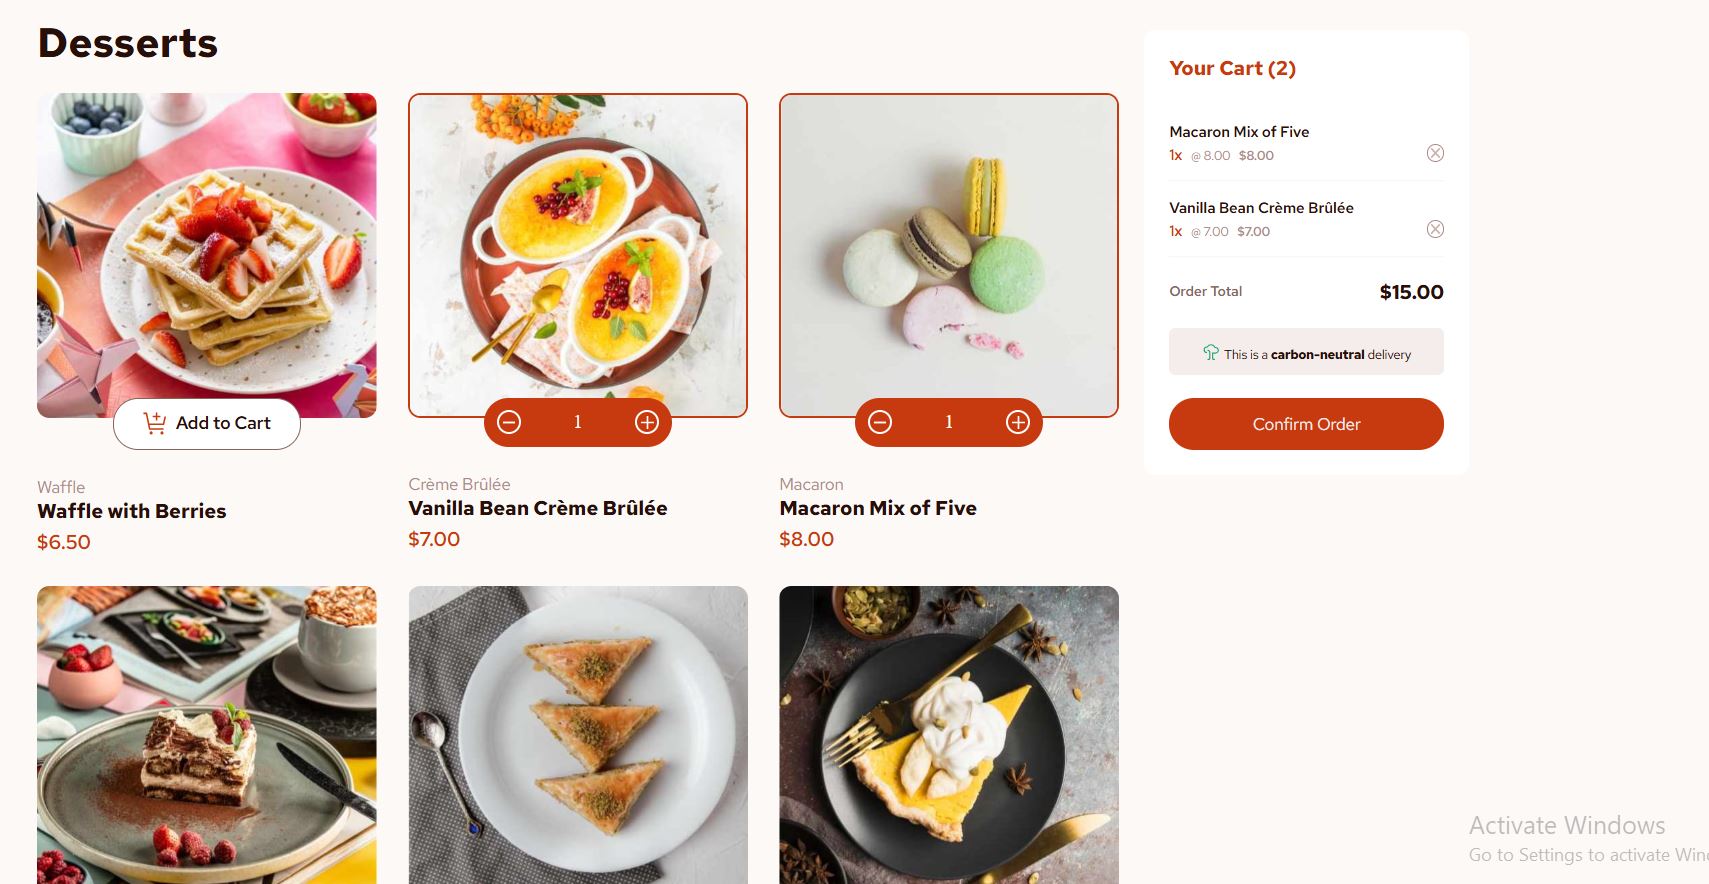 Desserts
Add to Cart
Waffle
Waffle with Berries
$6.50
1
Crème Brûlée
Vanilla Bean Crème Brûlée
$7.00
1
Macaron
Macaron Mix of Five
$8.00
Your Cart (2)
Macaron Mix of Five
1x @ 8.00 $8.00
Vanilla Bean Crème Brûlée
1x @ 7.00 $7.00
Order Total $15.00
This is a carbon-neutral delivery
Confirm Order
Activate Windows
Go to Settings to activate Win